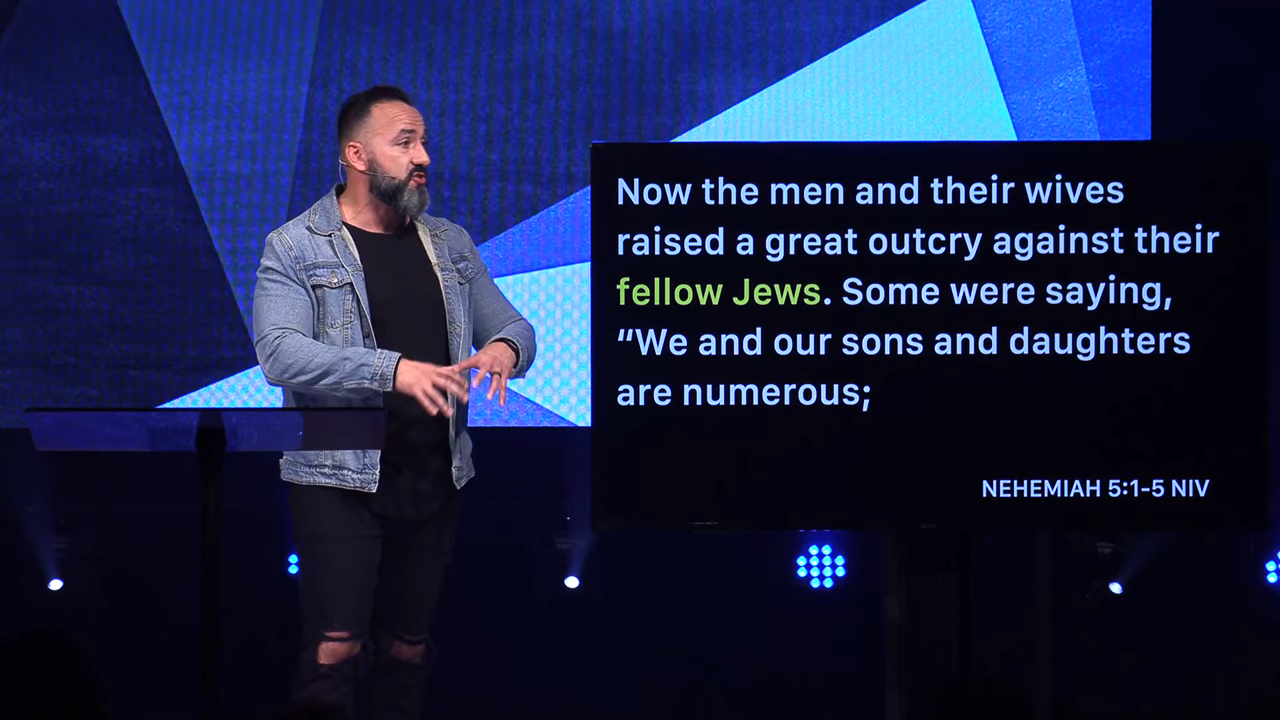 Now the men and their wives
raised a great outcry against their
fellow Jews. Some were saying,
“We and our sons and daughters
are numerous;
NEHEMIAH 5:1-5 NIV